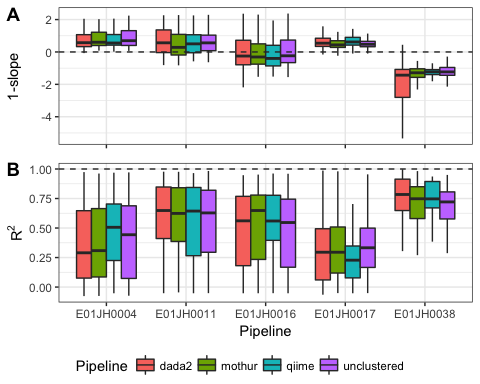 A
1-slope
2
0
-2
-4
B
R²
1.00
0.75
0.50
0.25
0.00
E01JH0004 E01JH0011 E01JH0016 E01JH0017 E01JH0038
Pipeline
Pipeline dada2 mothur qiime unclustered